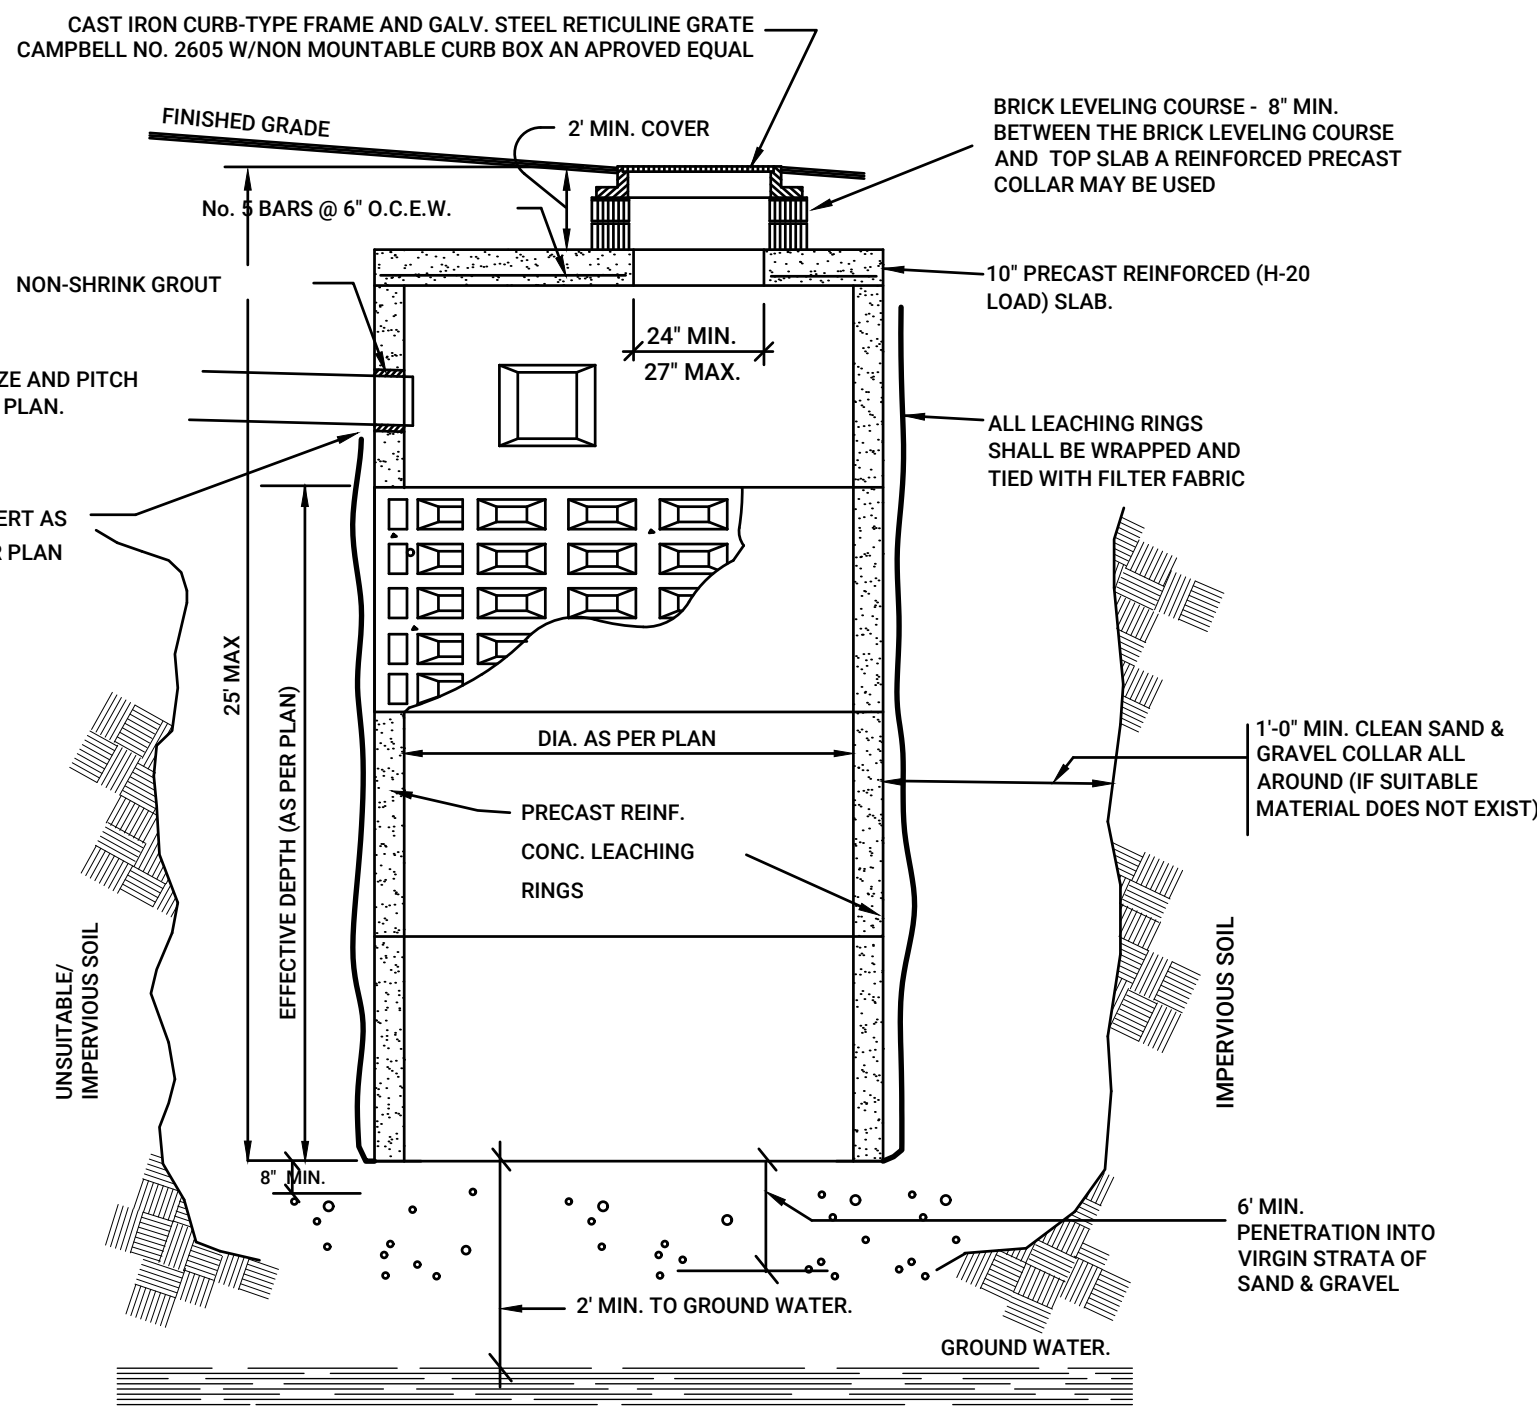 CAST IRON CURB-TYPE FRAME AND GALV. STEEL RETICULINE GRATE
CAMPBELL NO. 2605 W/NON MOUNTABLE CURB BOX AN APROVED EQUAL
FINISHED GRADE
2' MIN. COVER
BRICK LEVELING COURSE - 8" MIN.
BETWEEN THE BRICK LEVELING COURSE
AND TOP SLAB A REINFORCED PRECAST
COLLAR MAY BE USED
No. 5 BARS @ 6" O.C.E.W.
NON-SHRINK GROUT
10" PRECAST REINFORCED (H-20
LOAD) SLAB.
24" MIN.
27" MAX.
AND PITCH
PLAN.
ALL LEACHING RINGS
SHALL BE WRAPPED AND
TIED WITH FILTER FABRIC
AS
PLAN
25' MAX
EFFECTIVE DEPTH (AS PER PLAN)
DIA. AS PER PLAN
1'-0" MIN. CLEAN SAND &
GRAVEL COLLAR ALL
AROUND (IF SUITABLE
MATERIAL DOES NOT EXIST)
PRECAST REINF.
CONC. LEACHING
RINGS
UNSUITABLE/
IMPERVIOUS SOIL
IMPERVIOUS SOIL
8" MIN.
6' MIN.
PENETRATION INTO
VIRGIN STRATA OF
SAND & GRAVEL
2' MIN. TO GROUND WATER.
GROUND WATER.